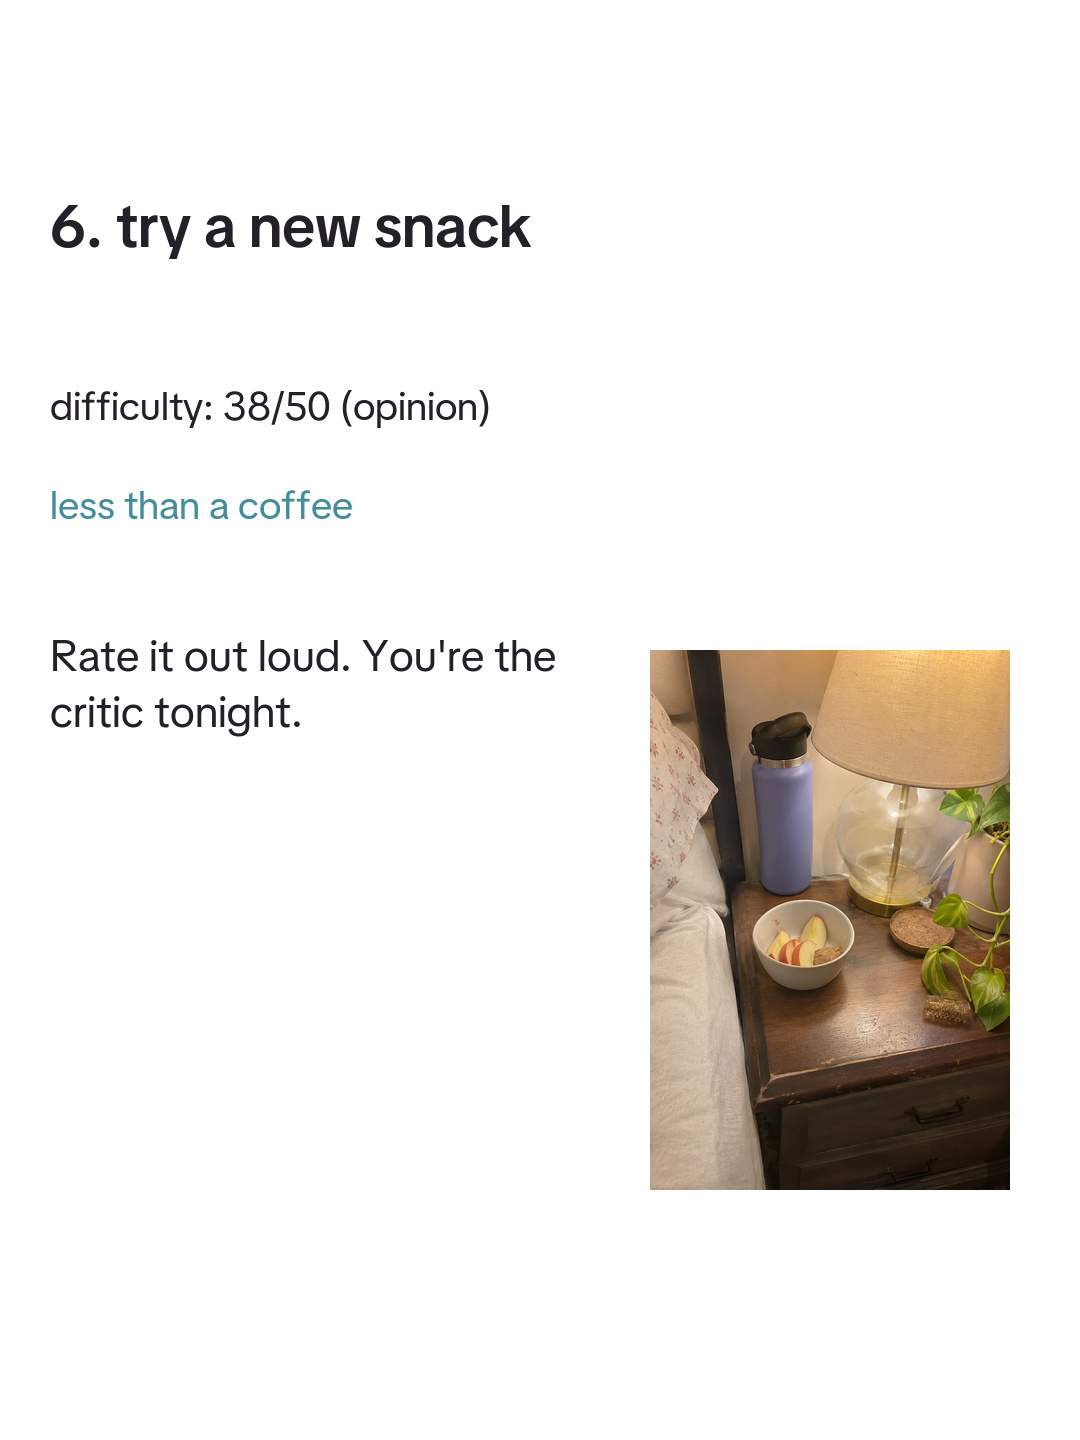 6. try a new snack
difficulty: 38/50 (opinion)
less than a coffee
Rate it out loud. You're the
critic tonight.